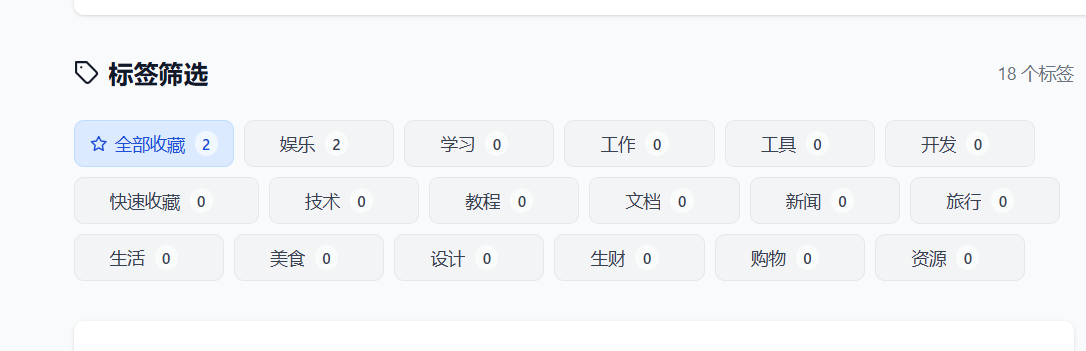 标签筛选 18 个标签
全部收藏 2 娱乐 2 学习 0 工作 0 工具 0 开发 0
快速收藏 0 技术 0 教程 0 文档 0 新闻 0 旅行 0
生活 0 美食 0 设计 0 生财 0 购物 0 资源 0